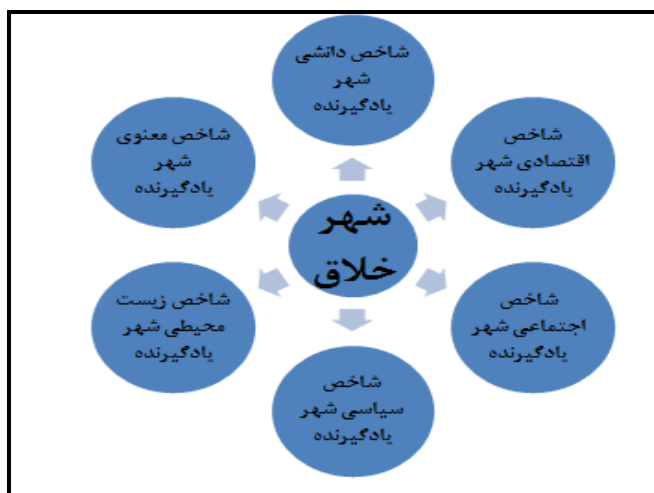 شاخص دانشی
شهر
یادگیرنده
شاخص
اقتصادی شهر
یادگیرنده
شاخص
اجتماعی شهر
یادگیرنده
شاخص
سیاسی شهر
یادگیرنده
شاخص زیست
محیطی شهر
یادگیرنده
شاخص معنوی
شهر
یادگیرنده
شهر
خلاق